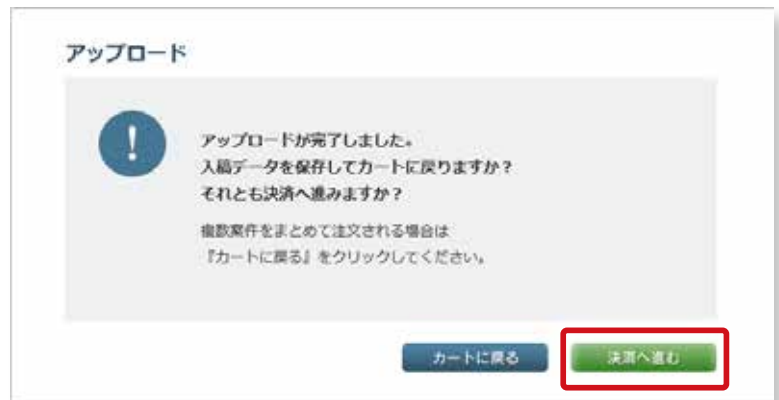 アップロード
アップロードが完了しました。
入稿データを保存してカートに戻りますか？
それとも決済へ進みますか？
複数案件をまとめて注文される場合は
『カートに戻る』をクリックしてください。
カートに戻る
決済へ進む